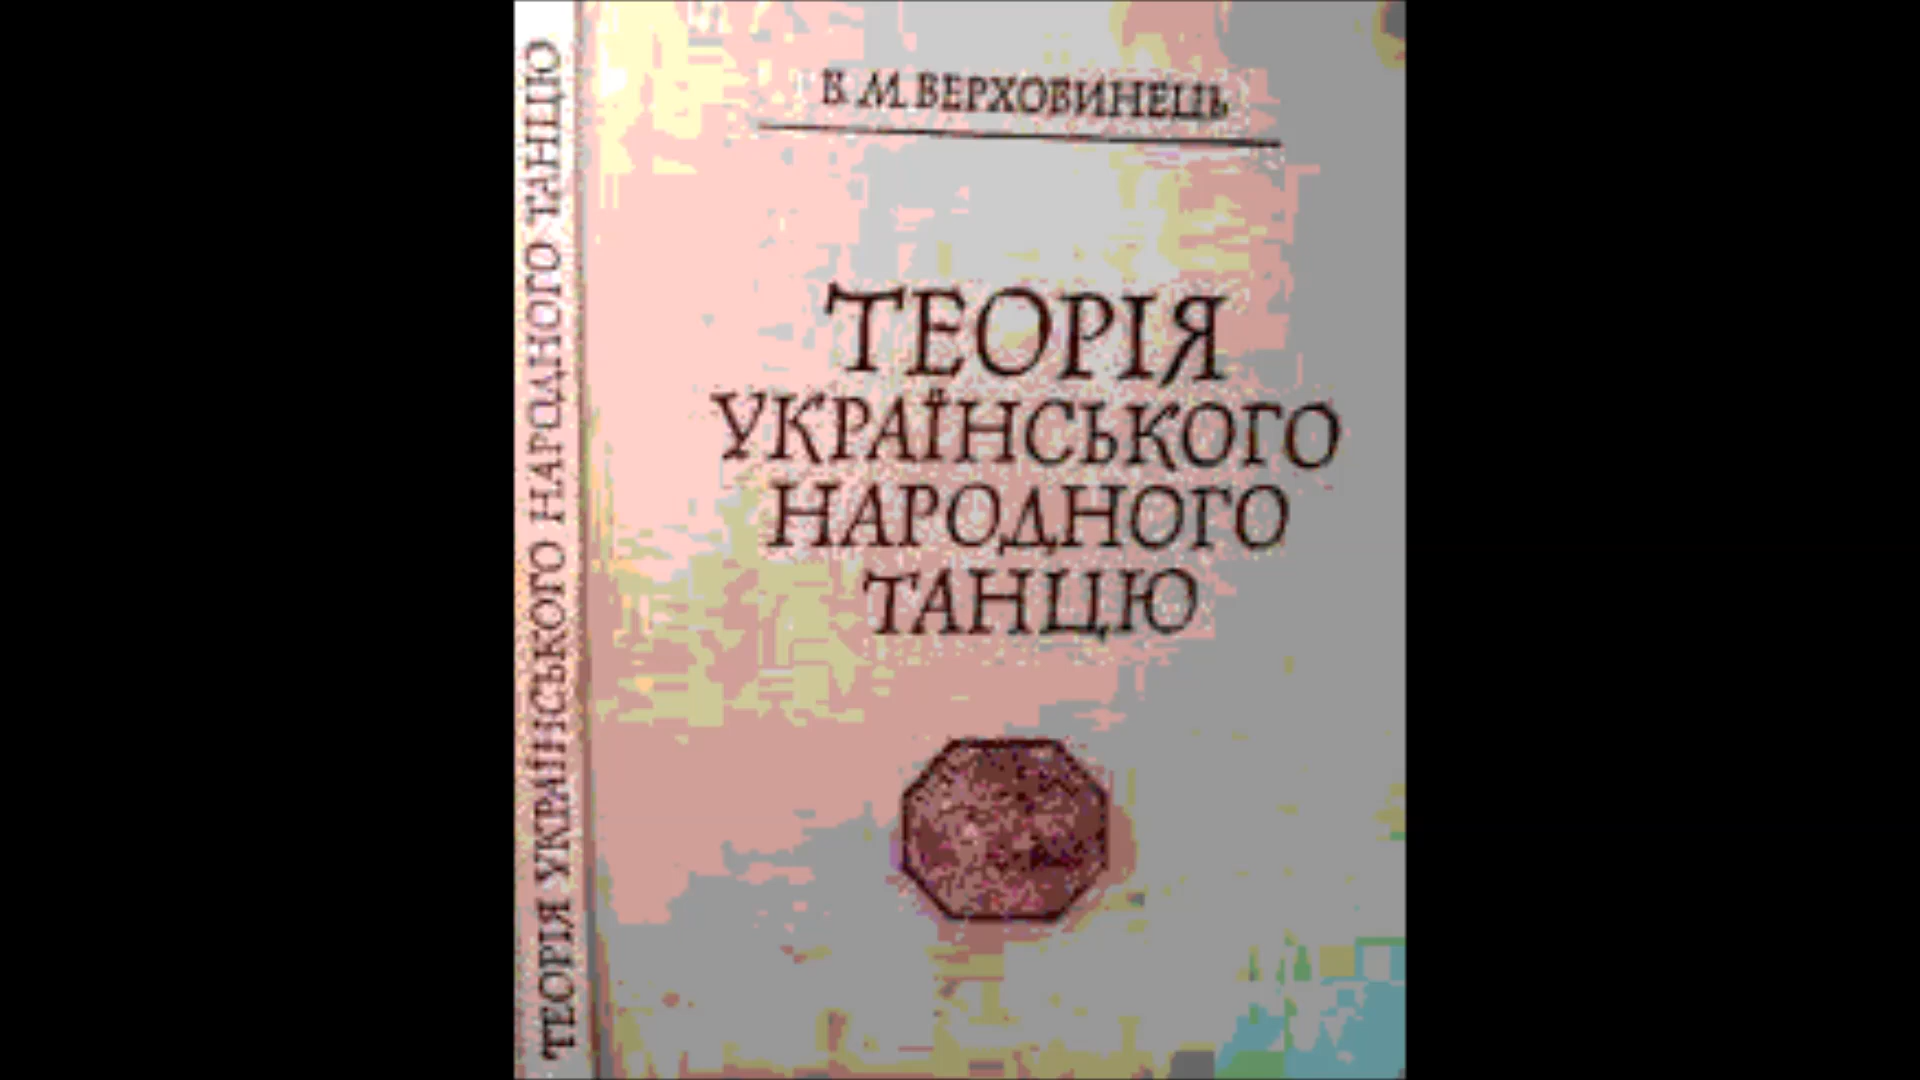 В. М. ВЕРХОВИНЕЦЬ
ТЕОРІЯ
УКРАЇНСЬКОГО
НАРОДНОГО
ТАНЦЮ
ТЕОРІЯ УКРАЇНСЬКОГО НАРОДНОГО ТАНЦЮ